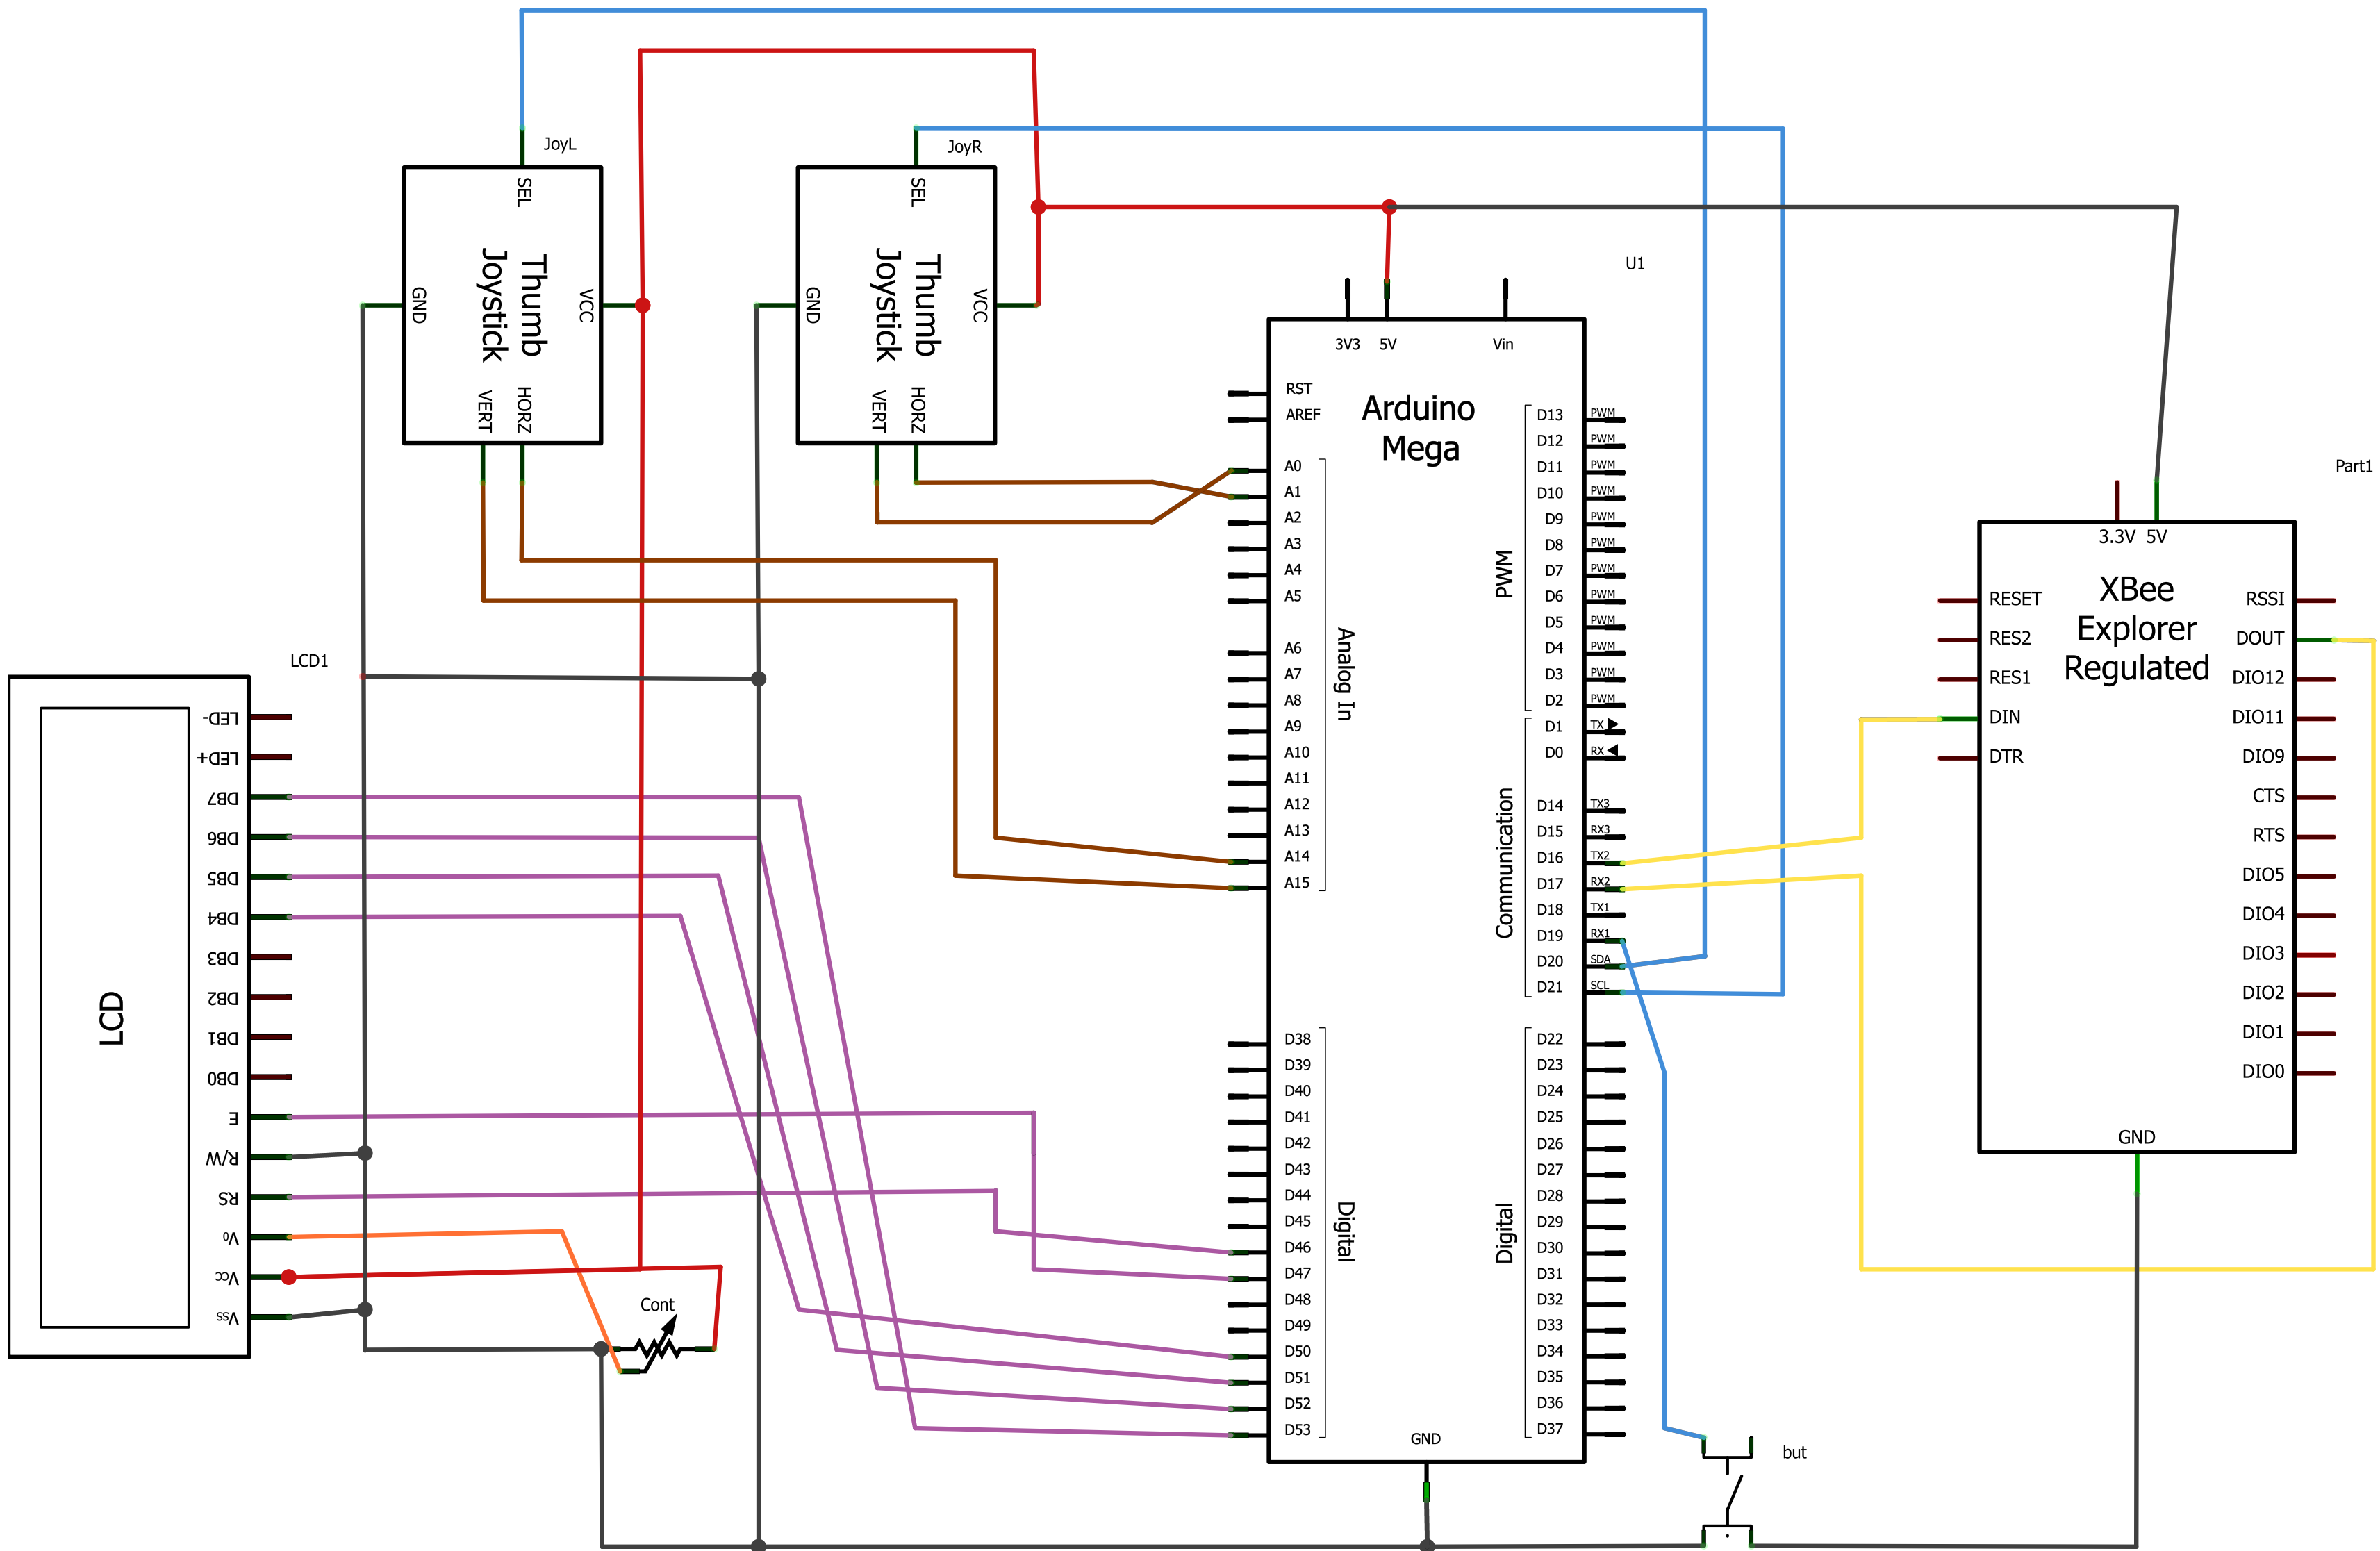 JoyL
SEL
Thumb
Joystick
GND
VCC
VERT
HORZ
JoyR
SEL
Thumb
Joystick
GND
VCC
VERT
HORZ
U1
3V3
5V
Vin
Arduino
Mega
RST
AREF
A0
A1
A2
A3
A4
A5
A6
A7
A8
A9
A10
A11
A12
A13
A14
A15
Analog In
D38
D39
D40
D41
D42
D43
D44
D45
D46
D47
D48
D49
D50
D51
D52
D53
Digital
PWM
D13 PWM
D12 PWM
D11 PWM
D10 PWM
D9 PWM
D8 PWM
D7 PWM
D6 PWM
D5 PWM
D4 PWM
D3 PWM
D2 PWM
Communication
D1 TX
D0 RX
D14 TX3
D15 RX3
D16 TX2
D17 RX2
D18 TX1
D19 RX1
D20 SDA
D21 SCL
Digital
D22
D23
D24
D25
D26
D27
D28
D29
D30
D31
D32
D33
D34
D35
D36
D37
GND
Part1
3.3V 5V
XBee
Explorer
Regulated
RESET
RES2
RES1
DIN
DTR
RSSI
DOUT
DIO12
DIO11
DIO9
CTS
RTS
DIO5
DIO4
DIO3
DIO2
DIO1
DIO0
GND
LCD1
LCD
LED-
LED+
DB7
DB6
DB5
DB4
DB3
DB2
DB1
DB0
E
R/W
RS
V0
Vcc
Vss
Cont
but